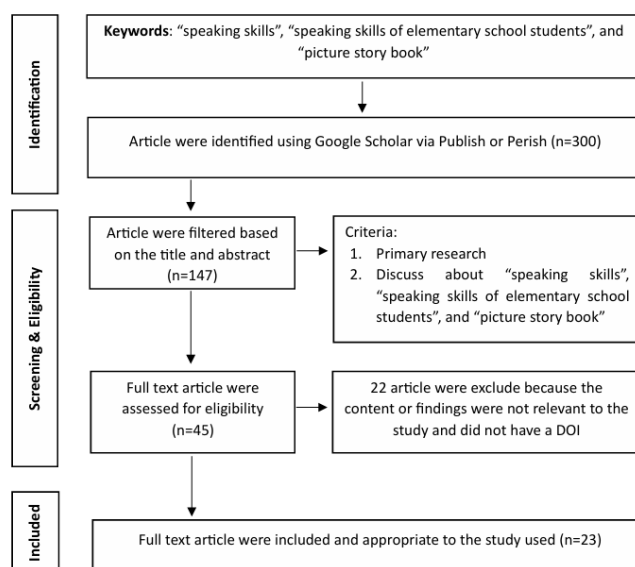 Identification
Keywords: “speaking skills”, “speaking skills of elementary school students”, and
“picture story book”
Article were identified using Google Scholar via Publish or Perish (n=300)
Screening & Eligibility
Article were filtered based
on the title and abstract
(n=147)
Criteria:
1. Primary research
2. Discuss about “speaking skills”,
“speaking skills of elementary school
students”, and “picture story book”
Full text article were
assessed for eligibility
(n=45)
22 article were exclude because the
content or findings were not relevant to the
study and did not have a DOI
Included
Full text article were included and appropriate to the study used (n=23)